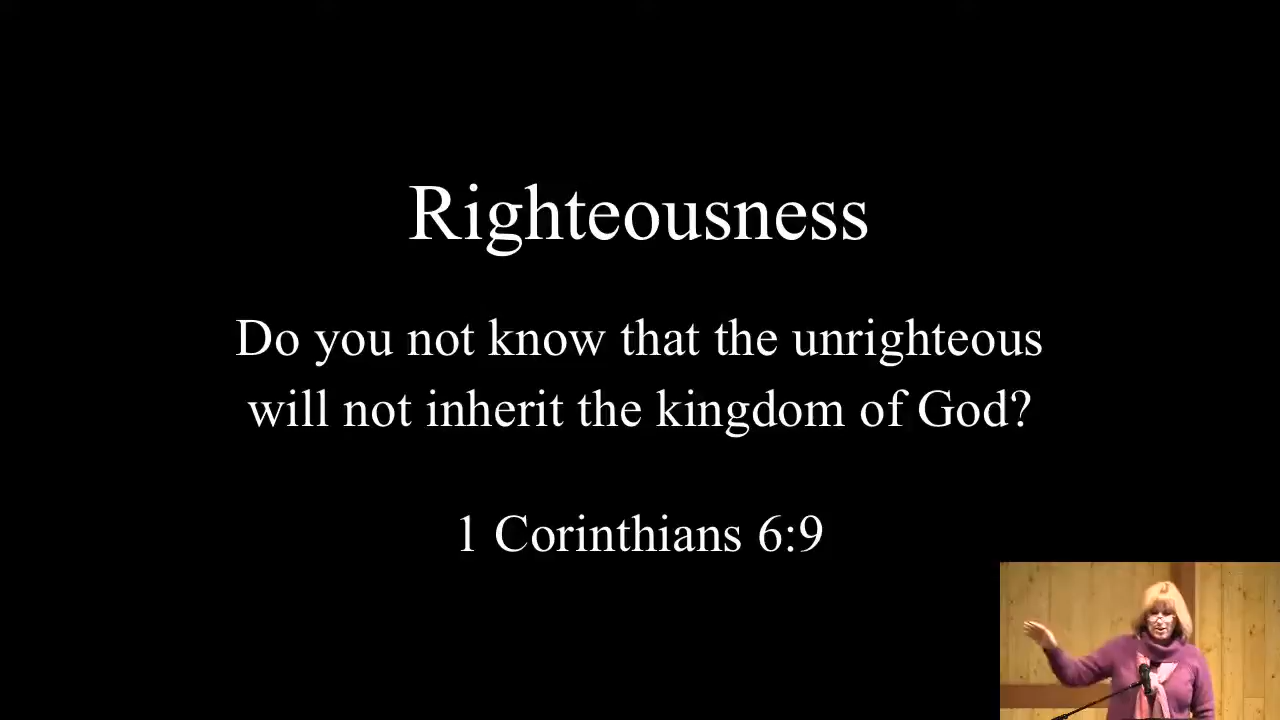 Righteousness
Do you not know that the unrighteous
will not inherit the kingdom of God?
1 Corinthians 6:9